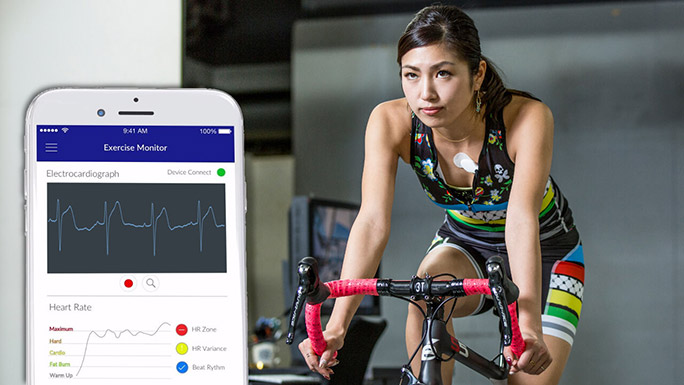 9:41 AM 100%
Exercise Monitor
Electrocardiograph Device Connect
Heart Rate
Maximum
Hard
Cardio
Fat Burn
Warm Up
HR Zone
HR Variance
Beat Rythm